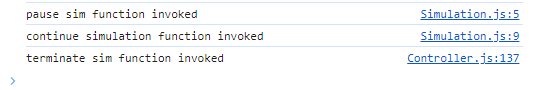 pause sim function invoked Simulation.js:5
continue simulation function invoked Simulation.js:9
terminate sim function invoked Controller.js:137